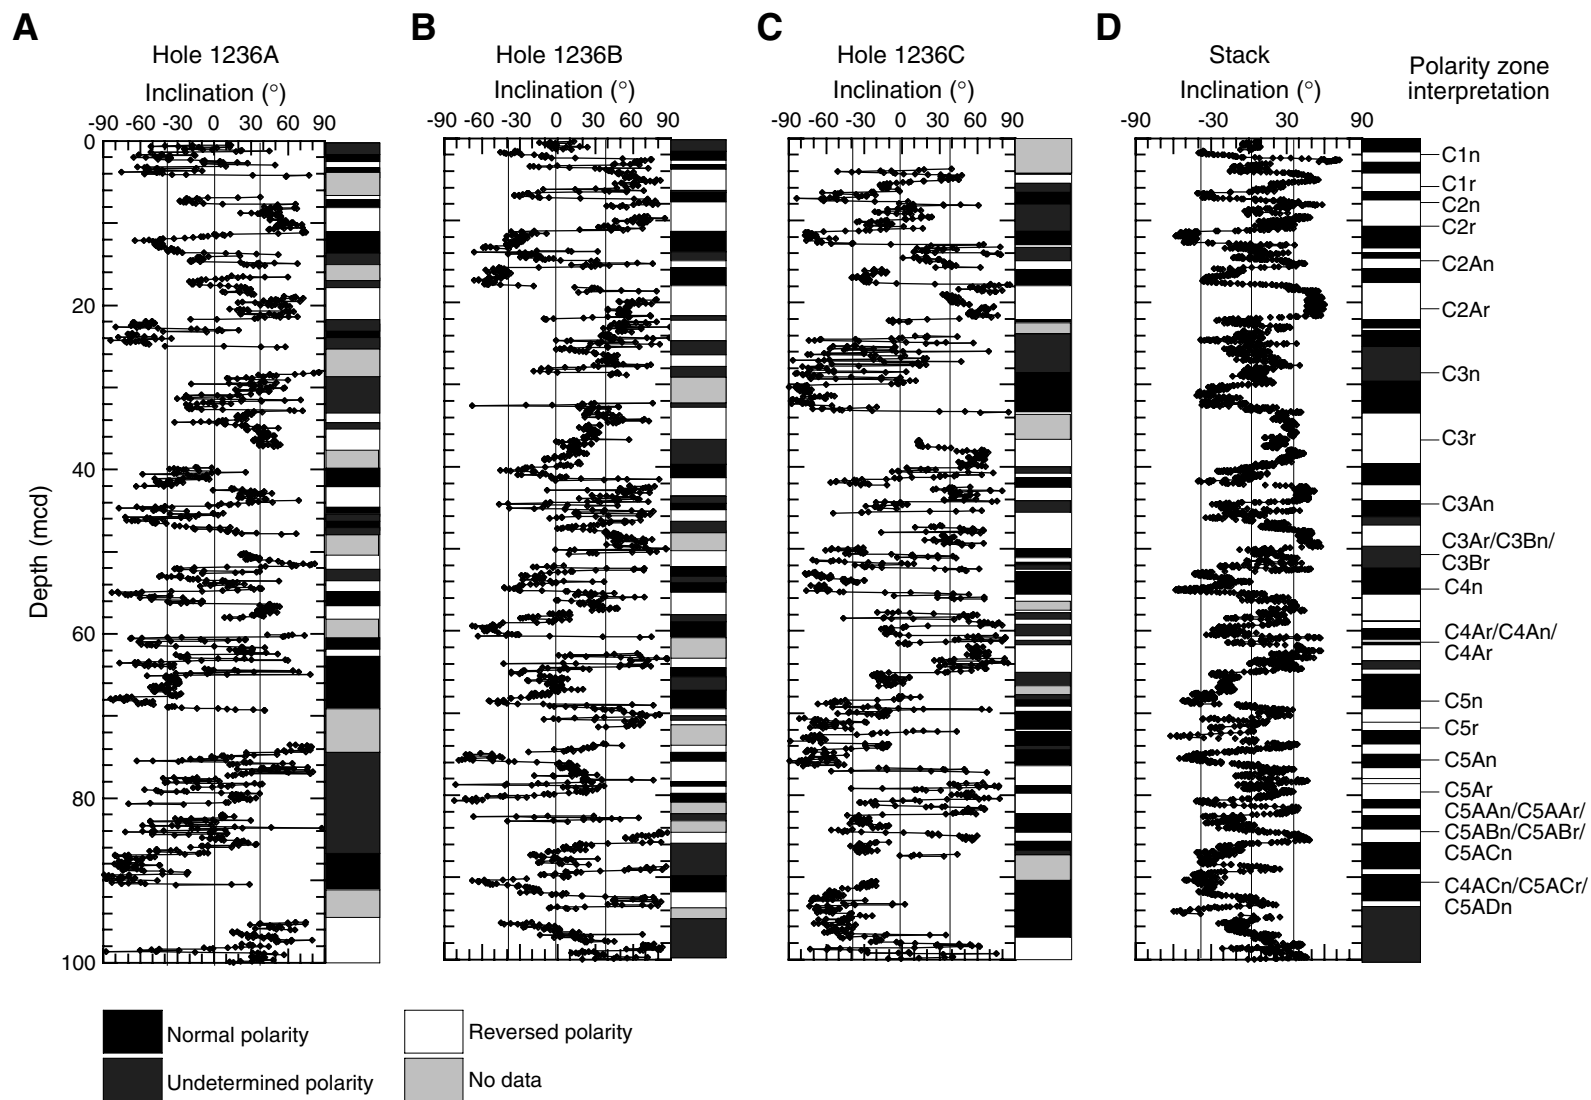 A
B
C
D
Hole 1236A
Hole 1236B
Hole 1236C
Stack
Polarity zone
interpretation
Inclination (°)
Inclination (°)
Inclination (°)
Inclination (°)
-90 -60 -30 0 30 60 90
-90 -60 -30 0 30 60 90
-90 -60 -30 0 30 60 90
-90 -30 30 90
0
20
40
60
80
100
Depth (mcd)
C1n
C1r
C2n
C2r
C2An
C2Ar
C3n
C3r
C3An
C3Ar/C3Bn/
C3Br
C4n
C4Ar/C4An/
C4Ar
C5n
C5r
C5An
C5Ar
C5AAn/C5AAr/
C5ABn/C5ABr/
C5ACn
C4ACn/C5ACr/
C5ADn
Normal polarity
Reversed polarity
Undetermined polarity
No data